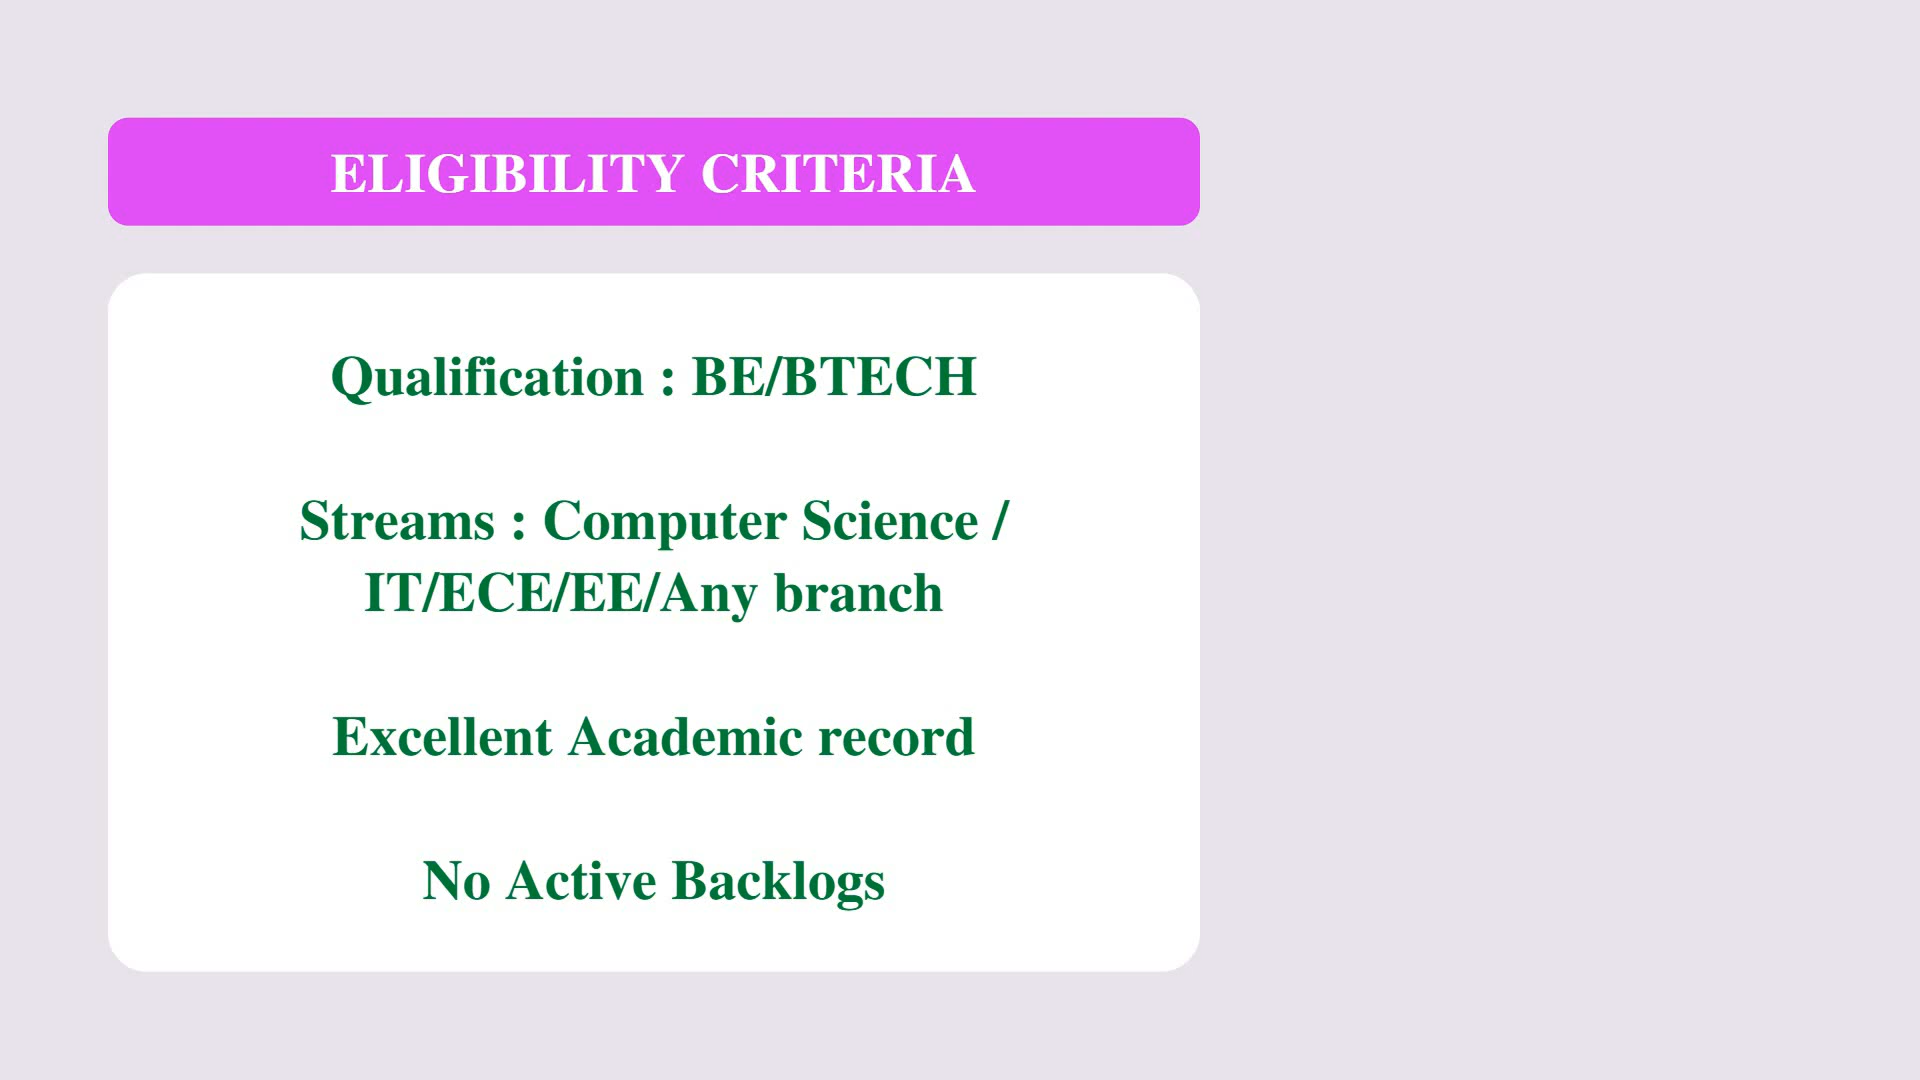 ELIGIBILITY CRITERIA
Qualification : BE/BTECH
Streams : Computer Science /
IT/ECE/EE/Any branch
Excellent Academic record
No Active Backlogs